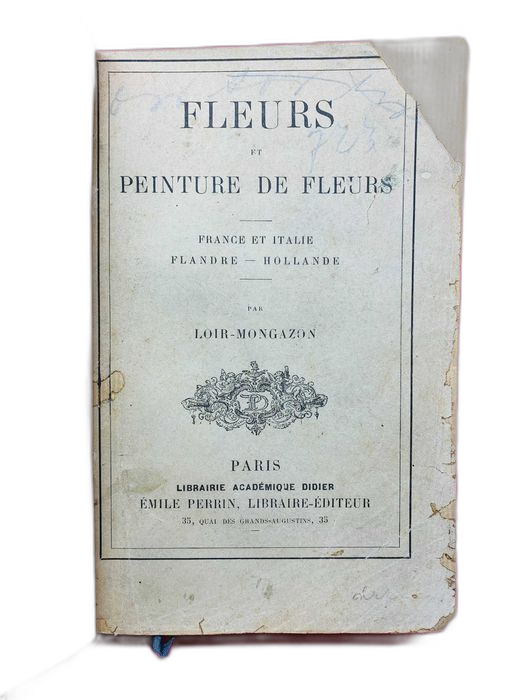 FLEURS
ET
PEINTURE DE FLEURS
FRANCE ET ITALIE
FLANDRE — HOLLANDE
PAR
LOIR-MONGAZON
PARIS
LIBRAIRIE ACADÉMIQUE DIDIER
ÉMILE PERRIN, LIBRAIRE-ÉDITEUR
35, QUAI DES GRANDS-AUGUSTINS, 35